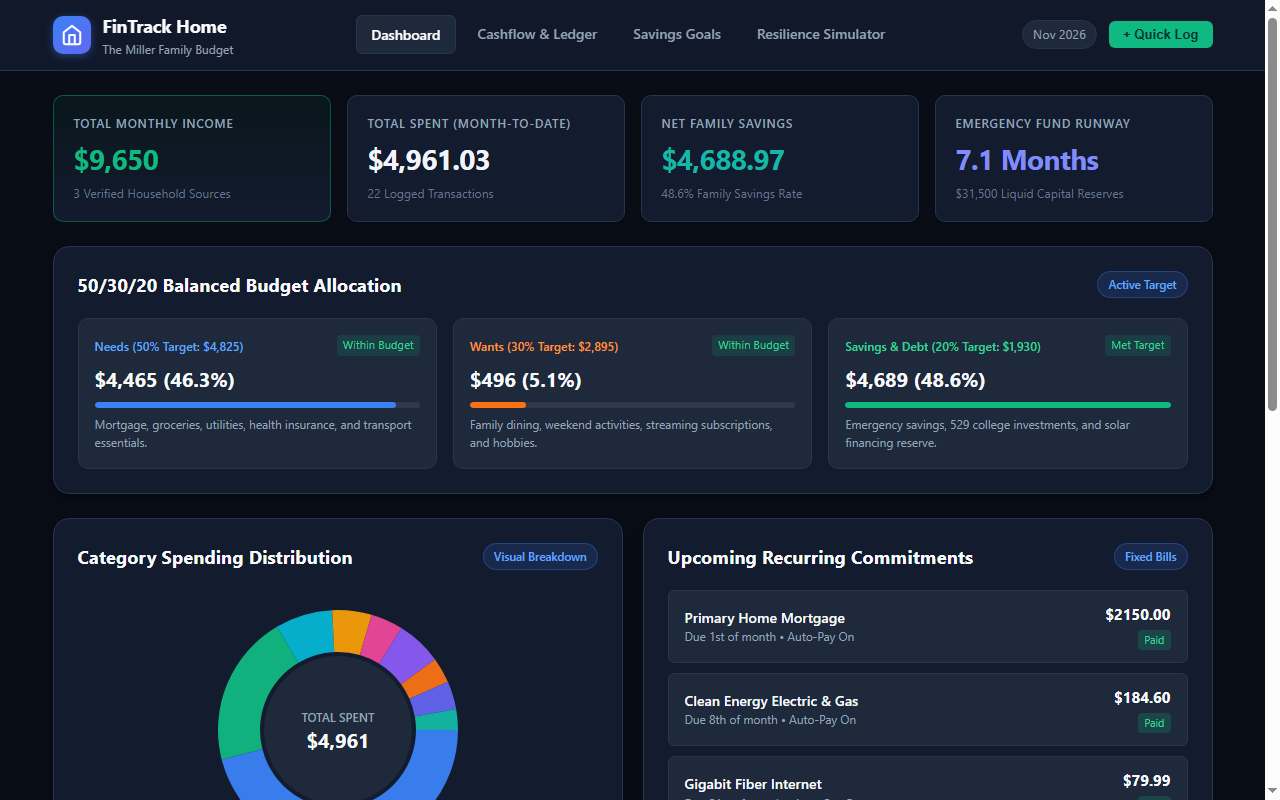 FinTrack Home
The Miller Family Budget
Dashboard
Cashflow & Ledger
Savings Goals
Resilience Simulator
Nov 2026
+ Quick Log
TOTAL MONTHLY INCOME
$9,650
3 Verified Household Sources
TOTAL SPENT (MONTH-TO-DATE)
$4,961.03
22 Logged Transactions
NET FAMILY SAVINGS
$4,688.97
48.6% Family Savings Rate
EMERGENCY FUND RUNWAY
7.1 Months
$31,500 Liquid Capital Reserves
50/30/20 Balanced Budget Allocation
Active Target
Needs (50% Target: $4,825)
Within Budget
$4,465 (46.3%)
Mortgage, groceries, utilities, health insurance, and transport
essentials.
Wants (30% Target: $2,895)
Within Budget
$496 (5.1%)
Family dining, weekend activities, streaming subscriptions,
and hobbies.
Savings & Debt (20% Target: $1,930)
Met Target
$4,689 (48.6%)
Emergency savings, 529 college investments, and solar
financing reserve.
Category Spending Distribution
Visual Breakdown
TOTAL SPENT
$4,961
Upcoming Recurring Commitments
Fixed Bills
Primary Home Mortgage
$2150.00
Due 1st of month • Auto-Pay On
Paid
Clean Energy Electric & Gas
$184.60
Due 8th of month • Auto-Pay On
Paid
Gigabit Fiber Internet
$79.99